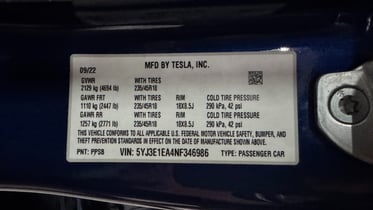 MFD BY TESLA, INC.
09/22
GVWR WITH TIRES
2129 kg (4694 lb) 235/45R18
GAWR FRT WITH TIRES RIM COLD TIRE PRESSURE
1110 kg (2447 lb) 235/45R18 18X8.5J 290 kPa, 42 psi
GAWR RR WITH TIRES RIM COLD TIRE PRESSURE
1257 kg (2771 lb) 235/45R18 18X8.5J 290 kPa, 42 psi
THIS VEHICLE CONFORMS TO ALL APPLICABLE U.S. FEDERAL MOTOR VEHICLE SAFETY, BUMPER, AND
THEFT PREVENTION STANDARDS IN EFFECT ON THE DATE OF MANUFACTURE SHOWN ABOVE.
PNT: PPSB VIN: 5YJ3E1EA4NF346986 TYPE: PASSENGER CAR